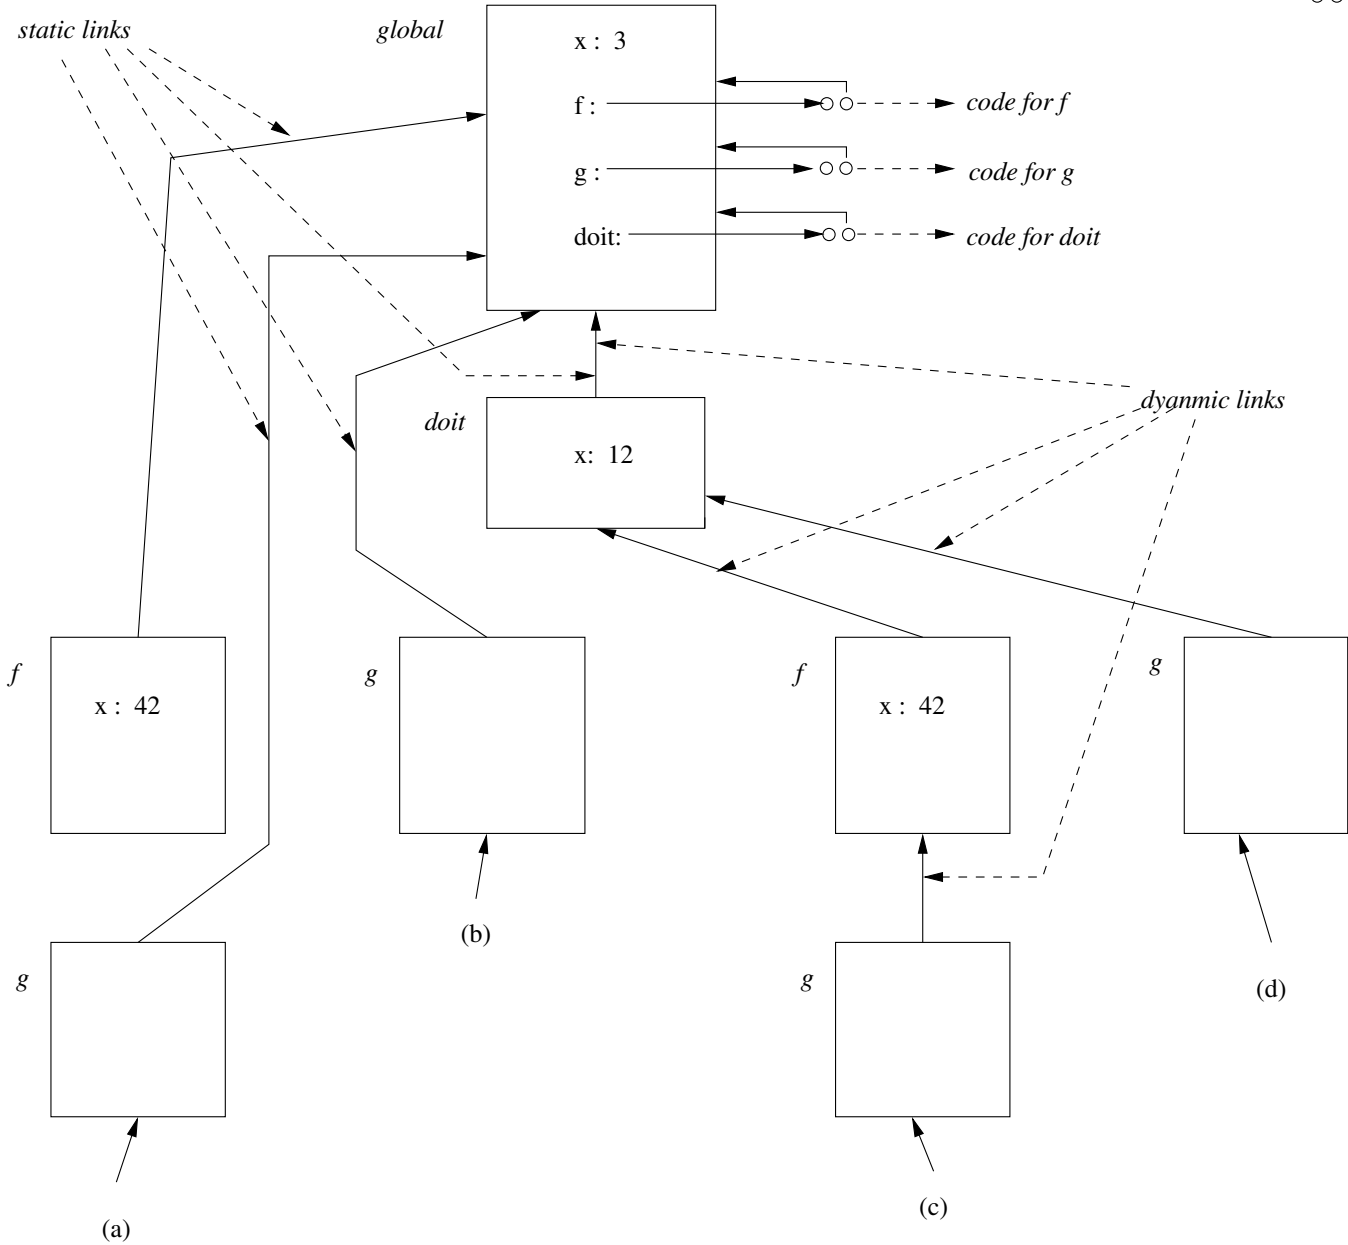 static links
global
x : 3
f :
code for f
g :
code for g
doit:
code for doit
doit
x: 12
dyanmic links
f
x : 42
g
f
x : 42
g
(b)
g
g
(d)
(a)
(c)